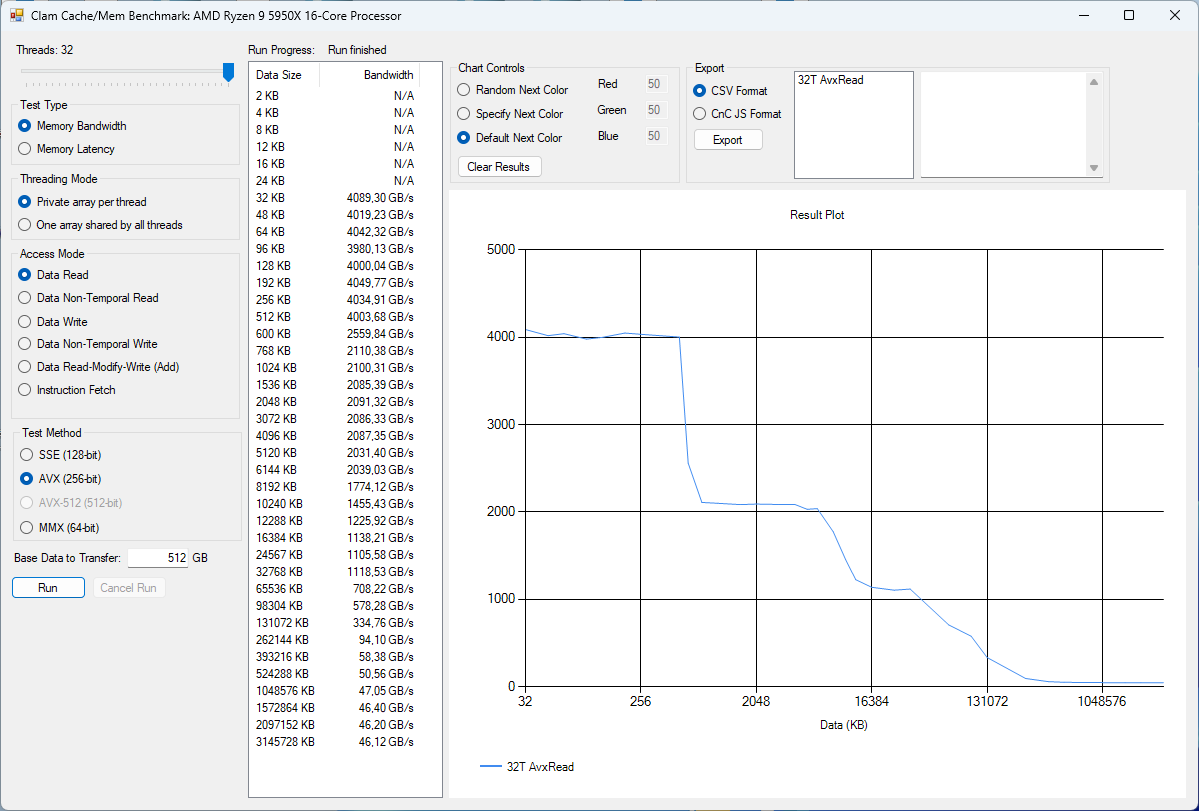 Clam Cache/Mem Benchmark: AMD Ryzen 9 5950X 16-Core Processor
Threads: 32
Test Type
Memory Bandwidth
Memory Latency
Threading Mode
Private array per thread
One array shared by all threads
Access Mode
Data Read
Data Non-Temporal Read
Data Write
Data Non-Temporal Write
Data Read-Modify-Write (Add)
Instruction Fetch
Test Method
SSE (128-bit)
AVX (256-bit)
AVX-512 (512-bit)
MMX (64-bit)
Base Data to Transfer: 512 GB
Run Cancel Run
Run Progress: Run finished
Data Size Bandwidth
2 KB N/A
4 KB N/A
8 KB N/A
12 KB N/A
16 KB N/A
24 KB N/A
32 KB 4089,30 GB/s
48 KB 4019,23 GB/s
64 KB 4042,32 GB/s
96 KB 3980,13 GB/s
128 KB 4000,04 GB/s
192 KB 4049,77 GB/s
256 KB 4034,91 GB/s
512 KB 4003,68 GB/s
600 KB 2559,84 GB/s
768 KB 2110,38 GB/s
1024 KB 2100,31 GB/s
1536 KB 2085,39 GB/s
2048 KB 2091,32 GB/s
3072 KB 2086,33 GB/s
4096 KB 2087,35 GB/s
5120 KB 2031,40 GB/s
6144 KB 2039,03 GB/s
8192 KB 1774,12 GB/s
10240 KB 1455,43 GB/s
12288 KB 1225,92 GB/s
16384 KB 1138,21 GB/s
24567 KB 1105,58 GB/s
32768 KB 1118,53 GB/s
65536 KB 708,22 GB/s
98304 KB 578,28 GB/s
131072 KB 334,76 GB/s
262144 KB 94,10 GB/s
393216 KB 58,38 GB/s
524288 KB 50,56 GB/s
1048576 KB 47,05 GB/s
1572864 KB 46,40 GB/s
2097152 KB 46,20 GB/s
3145728 KB 46,12 GB/s
Chart Controls
Random Next Color Red 50
Specify Next Color Green 50
Default Next Color Blue 50
Clear Results
Export
CSV Format
CnC JS Format
Export
32T AvxRead
Result Plot
5000
4000
3000
2000
1000
0
32 256 2048 16384 131072 1048576
Data (KB)
32T AvxRead